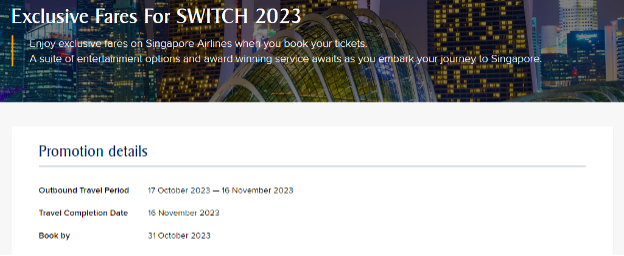 Exclusive Fares For SWITCH 2023
Enjoy exclusive fares on Singapore Airlines when you book your tickets.
A suite of entertainment options and award winning service awaits as you embark your journey to Singapore.
Promotion details
Outbound Travel Period 17 October 2023 — 16 November 2023
Travel Completion Date 16 November 2023
Book by 31 October 2023